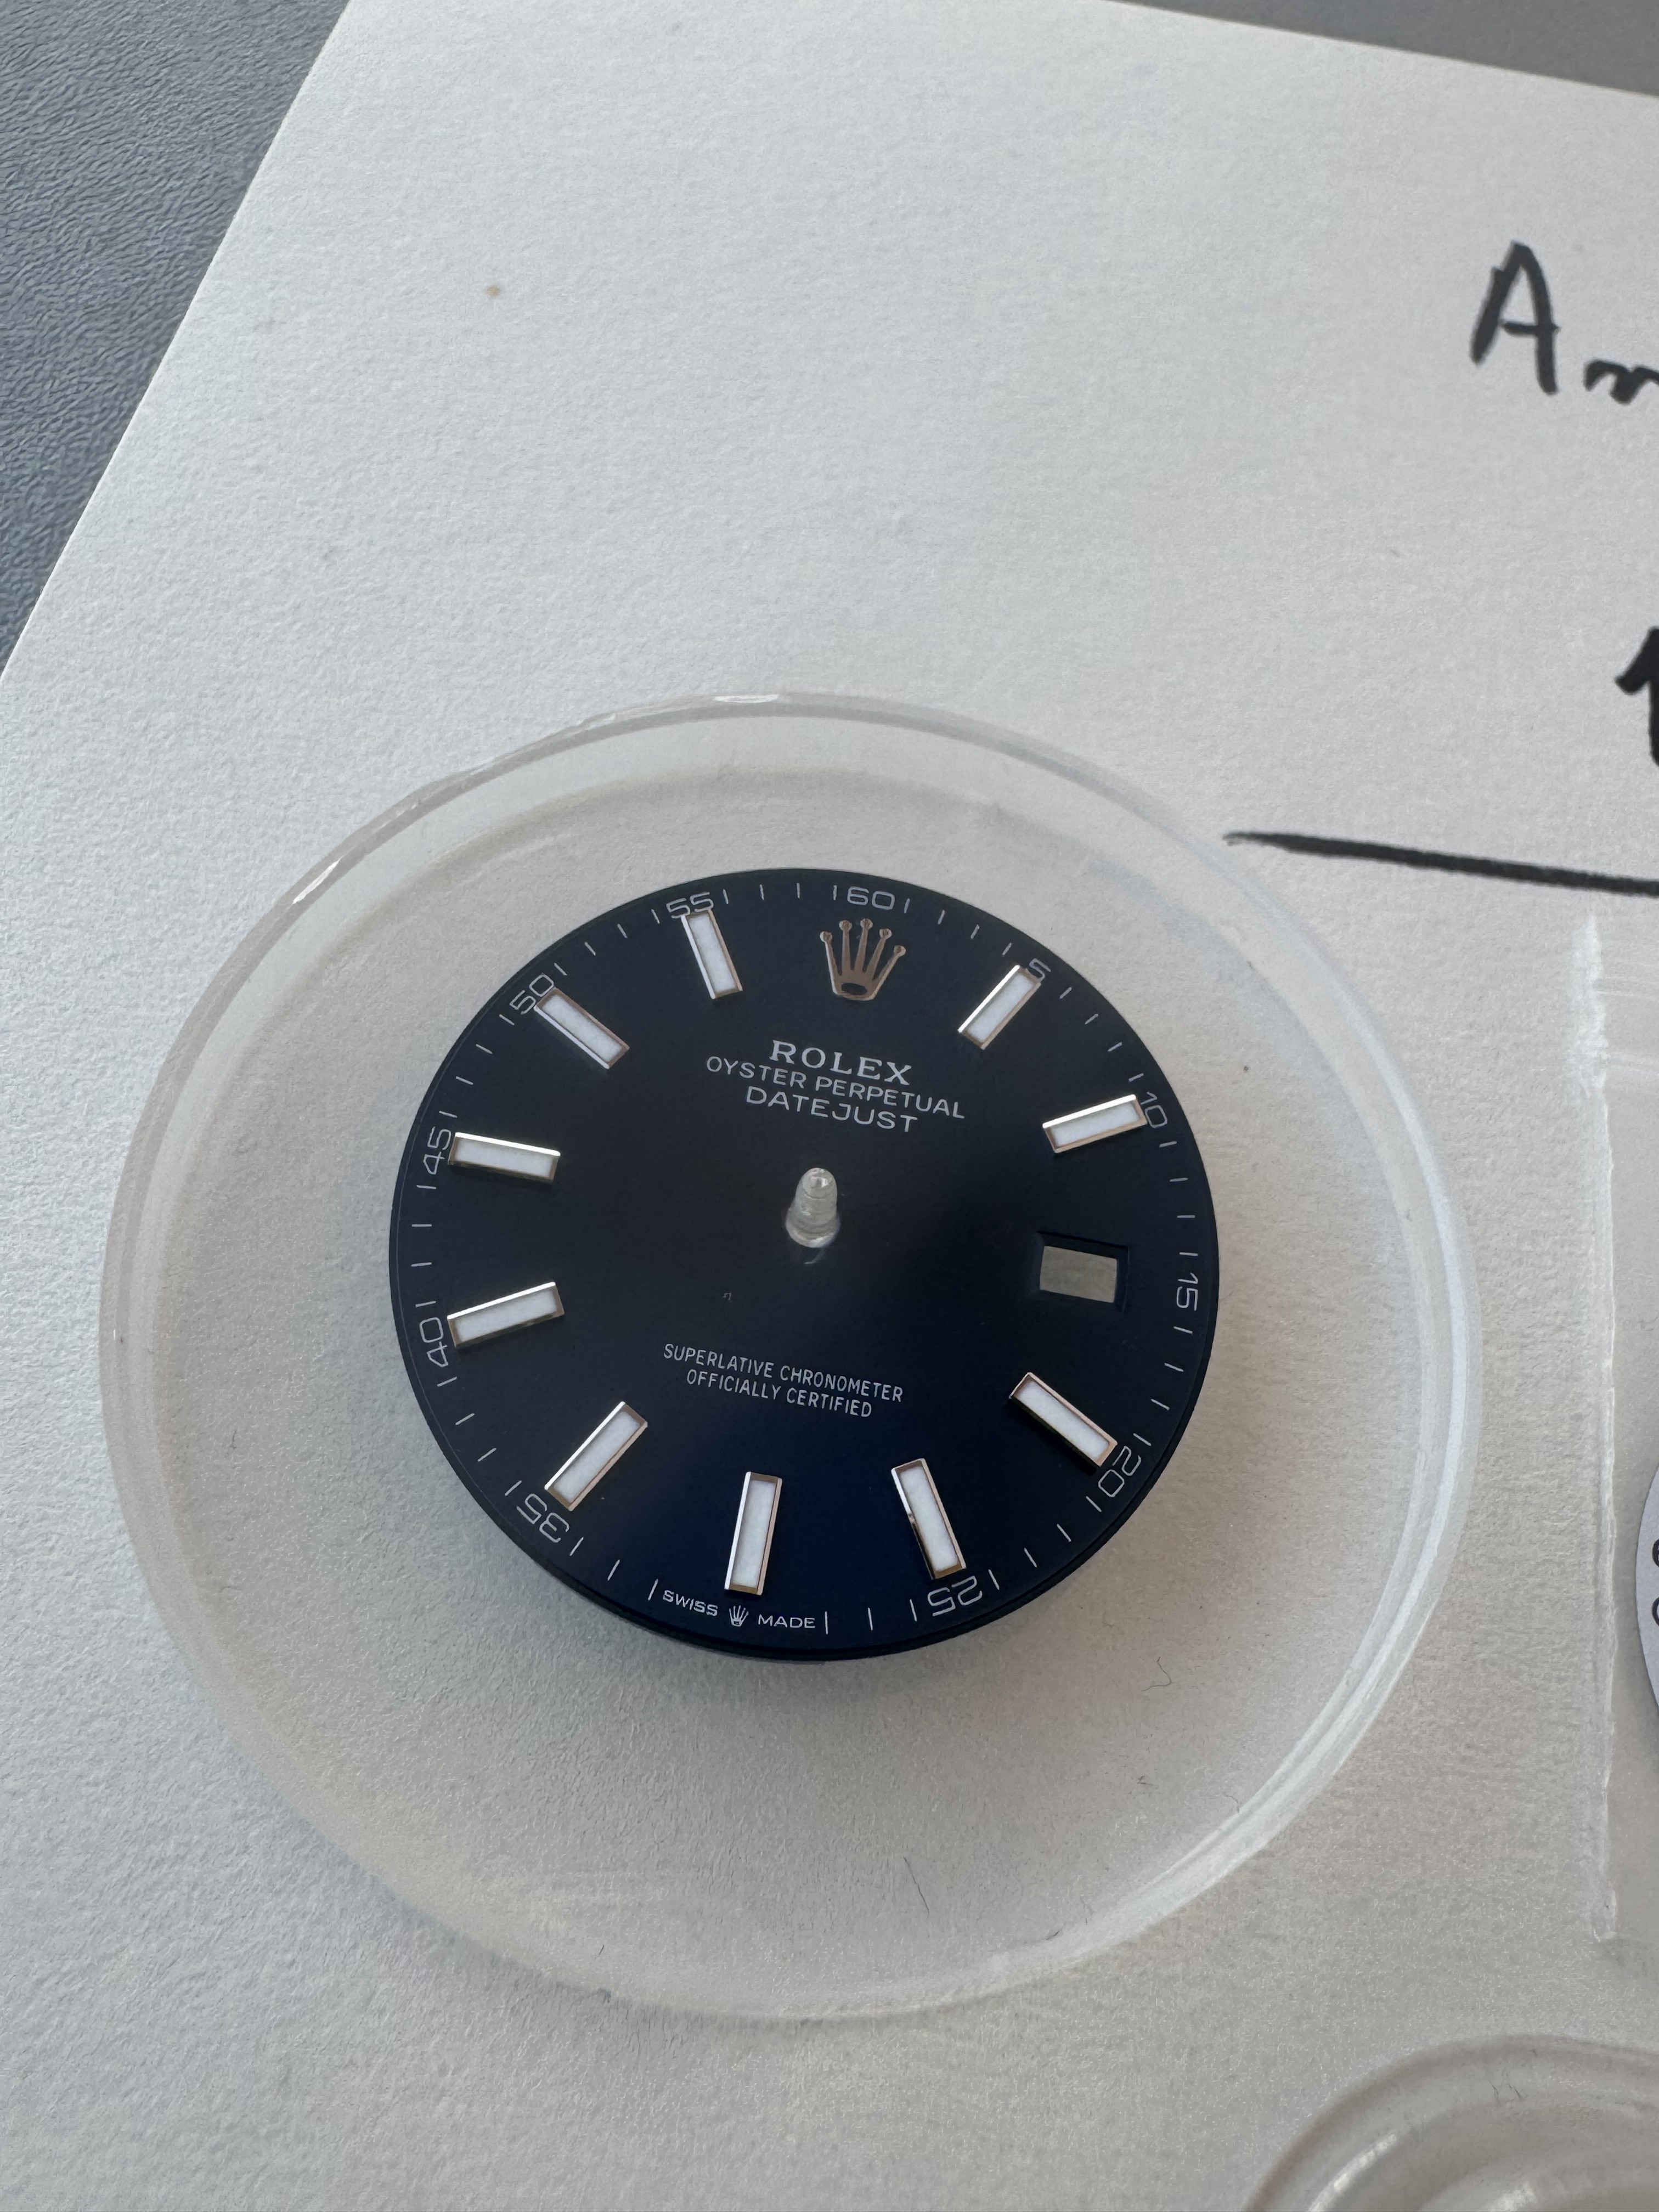 60
5
10
15
20
25
35
40
45
50
55
ROLEX
OYSTER PERPETUAL
DATEJUST
SUPERLATIVE CHRONOMETER
OFFICIALLY CERTIFIED
SWISS MADE